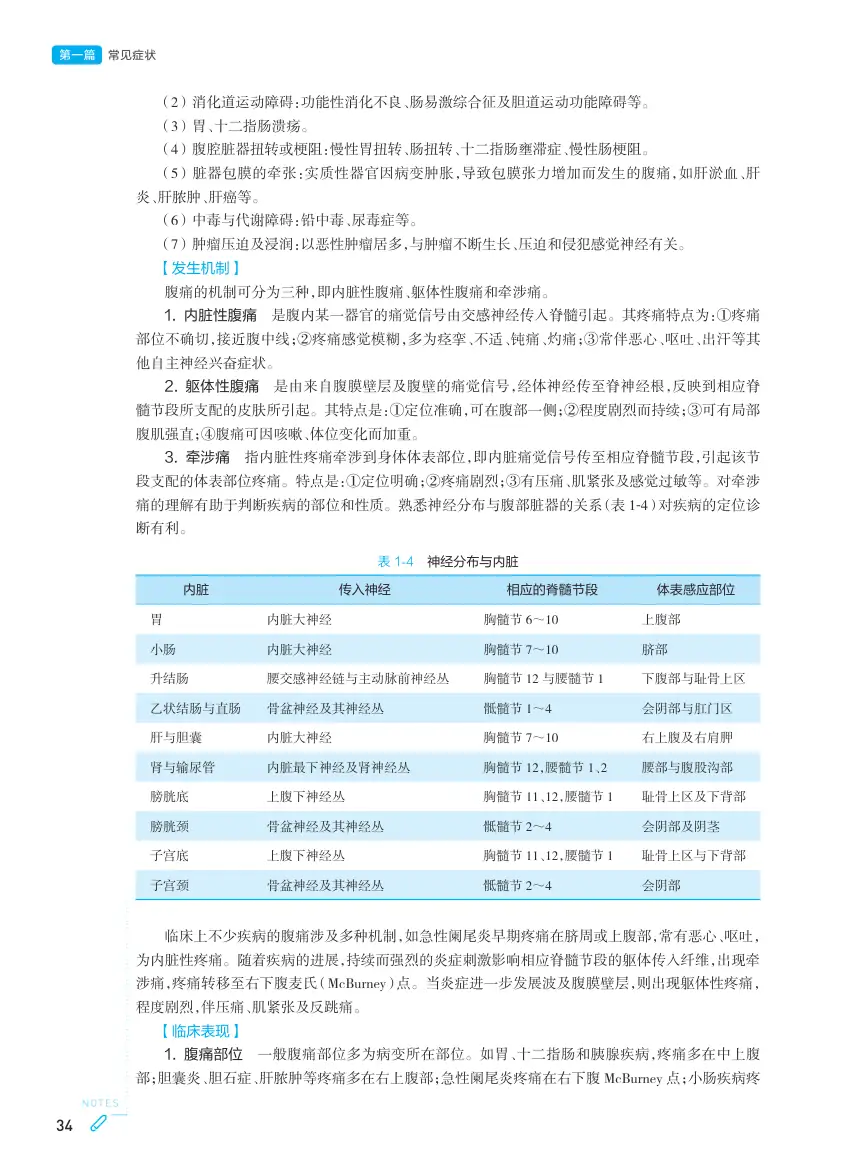 第一篇 常见症状
（2）消化道运动障碍：功能性消化不良、肠易激综合征及胆道运动功能障碍等。
（3）胃、十二指肠溃疡。
（4）腹腔脏器扭转或梗阻：慢性胃扭转、肠扭转、十二指肠壅滞症、慢性肠梗阻。
（5）脏器包膜的牵张：实质性器官因病变肿胀，导致包膜张力增加而发生的腹痛，如肝淤血、肝
炎、肝脓肿、肝癌等。
（6）中毒与代谢障碍：铅中毒、尿毒症等。
（7）肿瘤压迫及浸润：以恶性肿瘤居多，与肿瘤不断生长、压迫和侵犯感觉神经有关。
【发生机制】
腹痛的机制可分为三种，即内脏性腹痛、躯体性腹痛和牵涉痛。
1. 内脏性腹痛 是腹内某一器官的痛觉信号由交感神经传入脊髓引起。其疼痛特点为：①疼痛
部位不确切，接近腹中线；②疼痛感觉模糊，多为痉挛、不适、钝痛、灼痛；③常伴恶心、呕吐、出汗等其
他自主神经兴奋症状。
2. 躯体性腹痛 是由来自腹膜壁层及腹壁的痛觉信号，经体神经传至脊神经根，反映到相应脊
髓节段所支配的皮肤所引起。其特点是：①定位准确，可在腹部一侧；②程度剧烈而持续；③可有局部
腹肌强直；④腹痛可因咳嗽、体位变化而加重。
3. 牵涉痛 指内脏性疼痛牵涉到身体体表部位，即内脏痛觉信号传至相应脊髓节段，引起该节
段支配的体表部位疼痛。特点是：①定位明确；②疼痛剧烈；③有压痛、肌紧张及感觉过敏等。对牵涉
痛的理解有助于判断疾病的部位和性质。熟悉神经分布与腹部脏器的关系（表 1-4）对疾病的定位诊
断有利。
表 1-4 神经分布与内脏
内脏 传入神经 相应的脊髓节段 体表感应部位
胃 内脏大神经 胸髓节 6～10 上腹部
小肠 内脏大神经 胸髓节 7～10 脐部
升结肠 腰交感神经链与主动脉前神经丛 胸髓节 12 与腰髓节 1 下腹部与耻骨上区
乙状结肠与直肠 骨盆神经及其神经丛 骶髓节 1～4 会阴部与肛门区
肝与胆囊 内脏大神经 胸髓节 7～10 右上腹及右肩胛
肾与输尿管 内脏最下神经及肾神经丛 胸髓节 12，腰髓节 1、2 腰部与腹股沟部
膀胱底 上腹下神经丛 胸髓节 11、12，腰髓节 1 耻骨上区及下背部
膀胱颈 骨盆神经及其神经丛 骶髓节 2～4 会阴部及阴茎
子宫底 上腹下神经丛 胸髓节 11、12，腰髓节 1 耻骨上区与下背部
子宫颈 骨盆神经及其神经丛 骶髓节 2～4 会阴部
临床上不少疾病的腹痛涉及多种机制，如急性阑尾炎早期疼痛在脐周或上腹部，常有恶心、呕吐，
为内脏性疼痛。随着疾病的进展，持续而强烈的炎症刺激影响相应脊髓节段的躯体传入纤维，出现牵
涉痛，疼痛转移至右下腹麦氏（McBurney）点。当炎症进一步发展波及腹膜壁层，则出现躯体性疼痛，
程度剧烈，伴压痛、肌紧张及反跳痛。
【临床表现】
1. 腹痛部位 一般腹痛部位多为病变所在部位。如胃、十二指肠和胰腺疾病，疼痛多在中上腹
部；胆囊炎、胆石症、肝脓肿等疼痛多在右上腹部；急性阑尾炎疼痛在右下腹 McBurney 点；小肠疾病疼
NOTES
34